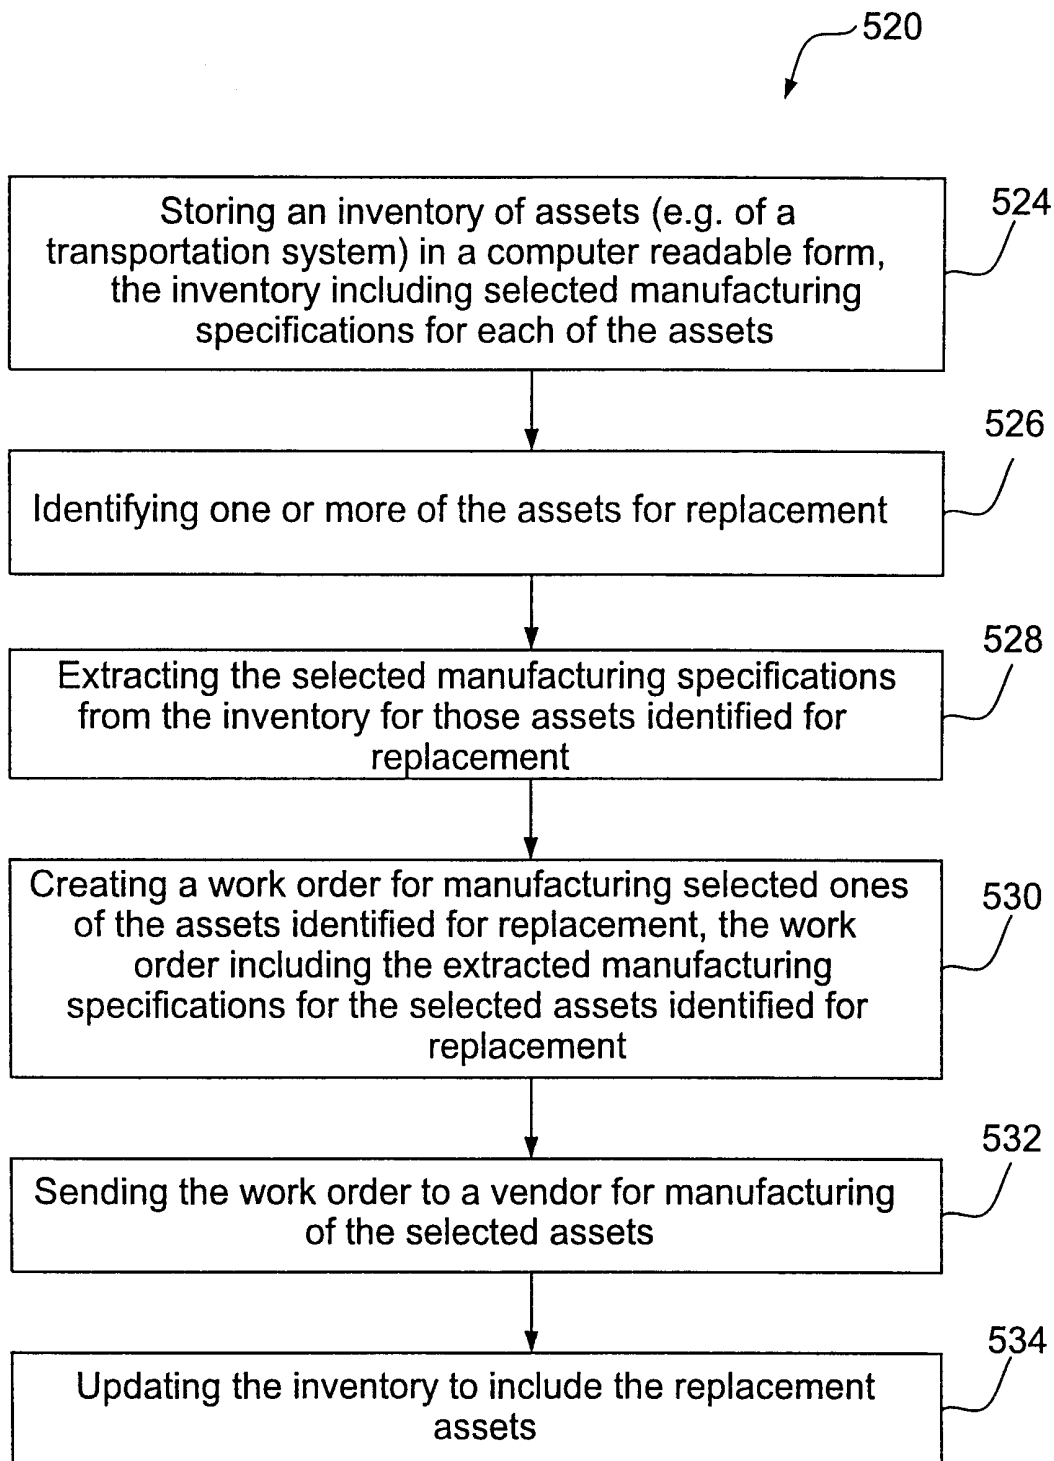 520
Storing an inventory of assets (e.g. of a
transportation system) in a computer readable form,
the inventory including selected manufacturing
specifications for each of the assets
524
Identifying one or more of the assets for replacement
526
Extracting the selected manufacturing specifications
from the inventory for those assets identified for
replacement
528
Creating a work order for manufacturing selected ones
of the assets identified for replacement, the work
order including the extracted manufacturing
specifications for the selected assets identified for
replacement
530
Sending the work order to a vendor for manufacturing
of the selected assets
532
Updating the inventory to include the replacement
assets
534